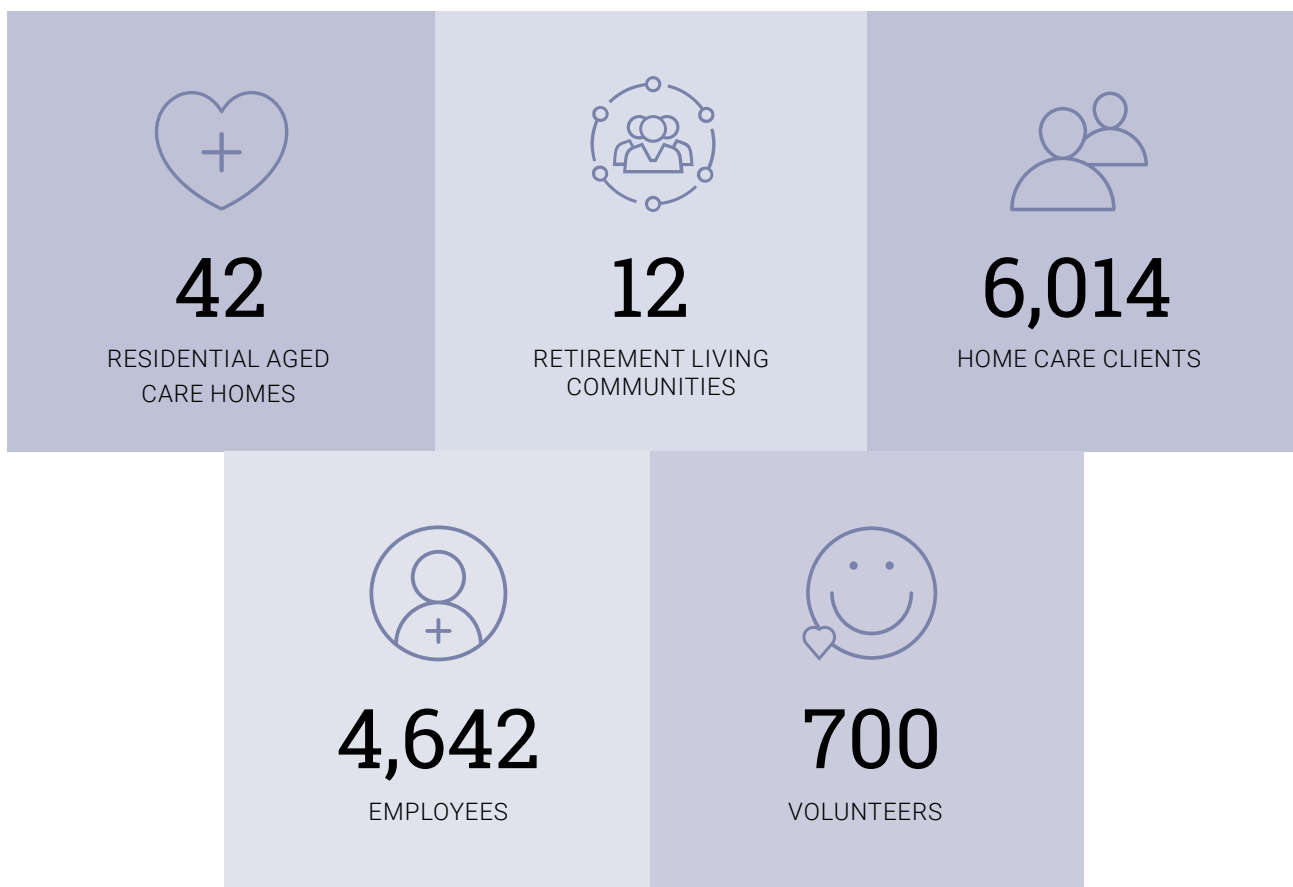 42
RESIDENTIAL AGED
CARE HOMES
12
RETIREMENT LIVING
COMMUNITIES
6,014
HOME CARE CLIENTS
4,642
EMPLOYEES
700
VOLUNTEERS